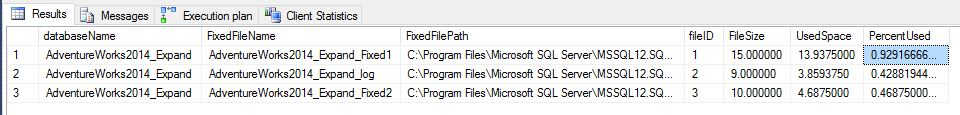 Results Messages Execution plan Client Statistics
databaseName FixedFileName FixedFilePath fileID FileSize UsedSpace PercentUsed
1 AdventureWorks2014_Expand AdventureWorks2014_Expand_Fixed1 C:\Program Files\Microsoft SQL Server\MSSQL12.SQ... 1 15.000000 13.9375000 0.92916666...
2 AdventureWorks2014_Expand AdventureWorks2014_Expand_log C:\Program Files\Microsoft SQL Server\MSSQL12.SQ... 2 9.000000 3.8593750 0.42881944...
3 AdventureWorks2014_Expand AdventureWorks2014_Expand_Fixed2 C:\Program Files\Microsoft SQL Server\MSSQL12.SQ... 3 10.000000 4.6875000 0.46875000...